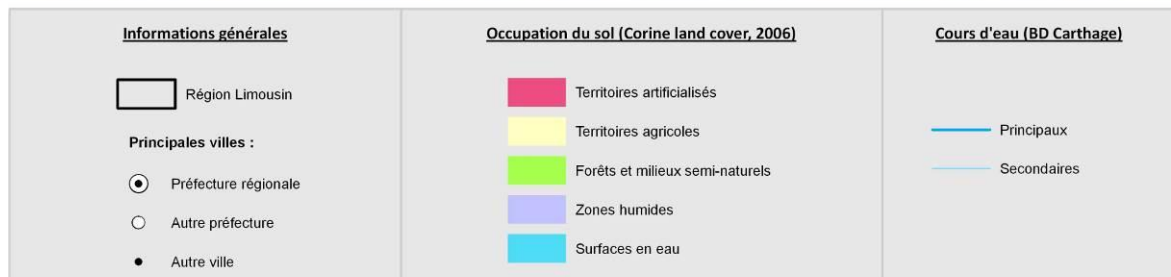 Informations générales
Région Limousin
Principales villes :
Préfecture régionale
Autre préfecture
Autre ville
Occupation du sol (Corine land cover, 2006)
Territoires artificialisés
Territoires agricoles
Forêts et milieux semi-naturels
Zones humides
Surfaces en eau
Cours d'eau (BD Carthage)
Principaux
Secondaires